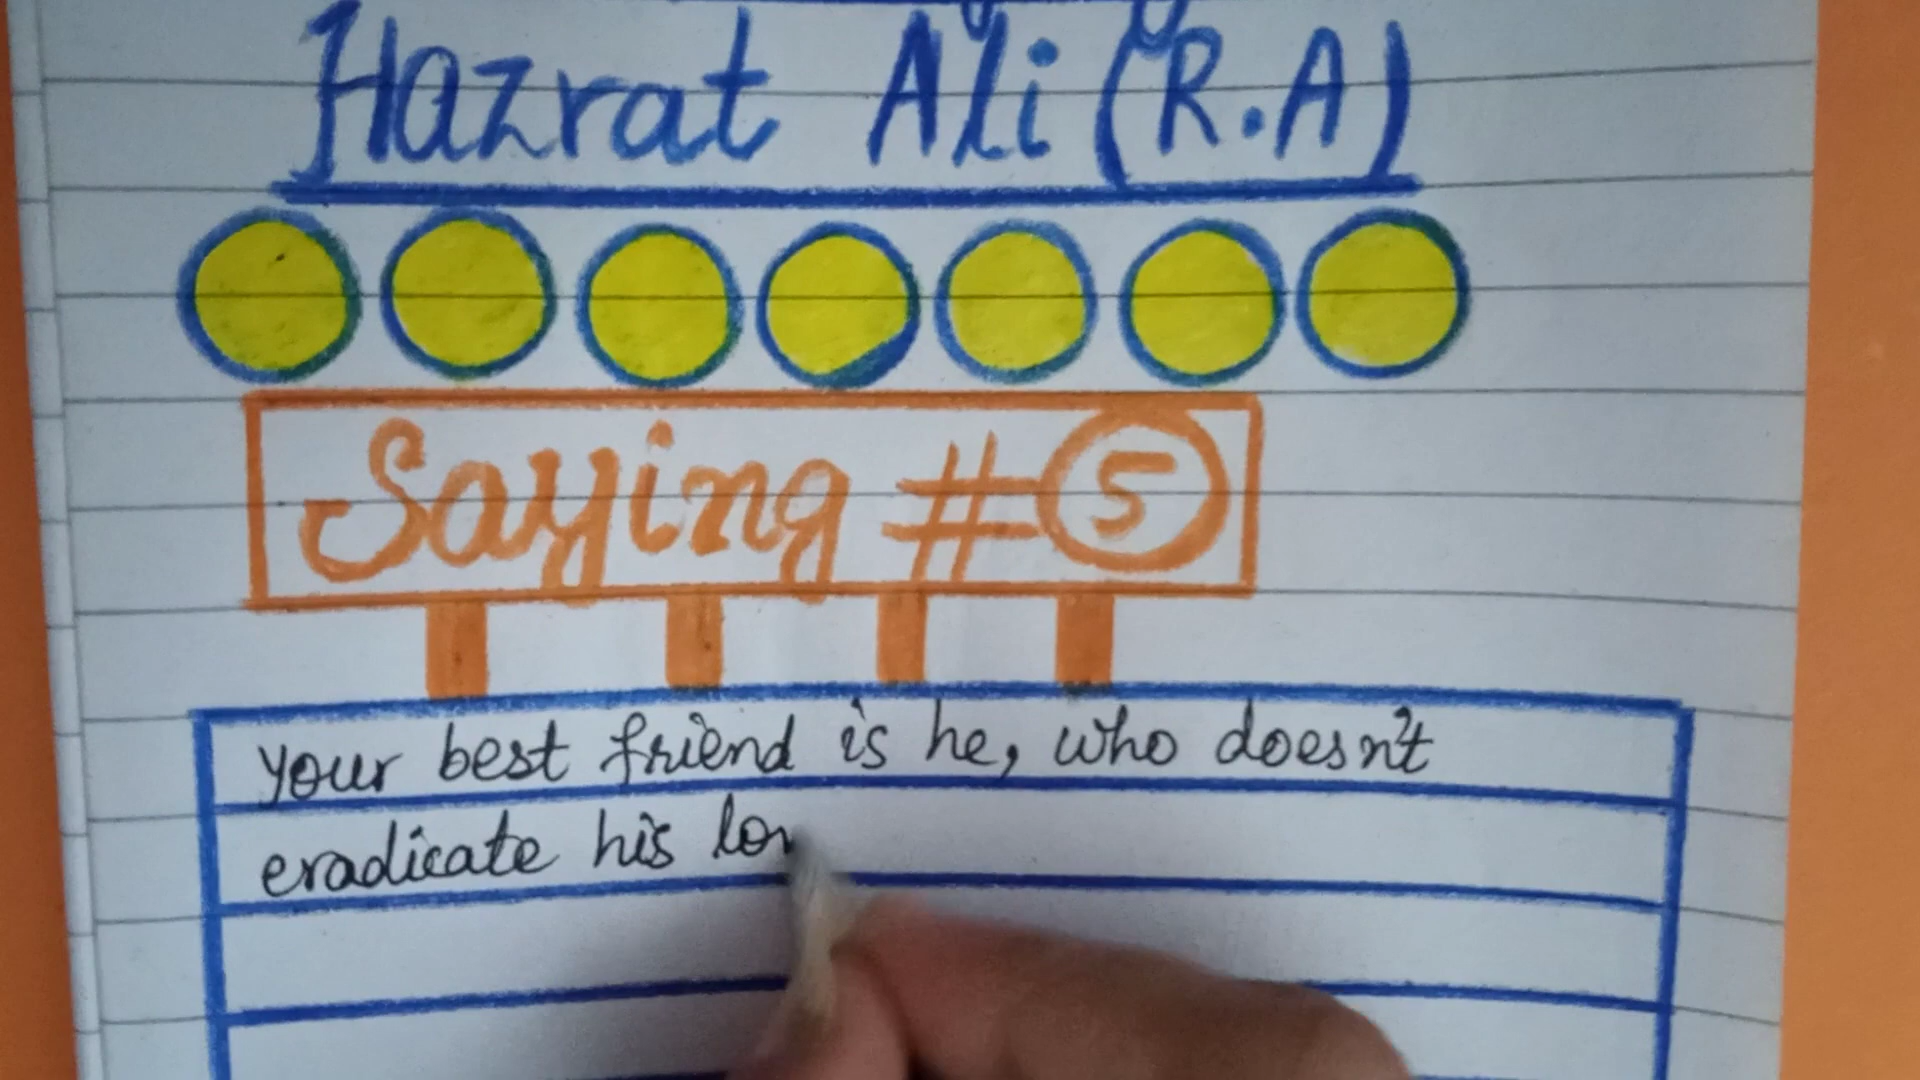 Hazrat Ali (R.A)
Saying #5
your best friend is he, who doesn't
eradicate his